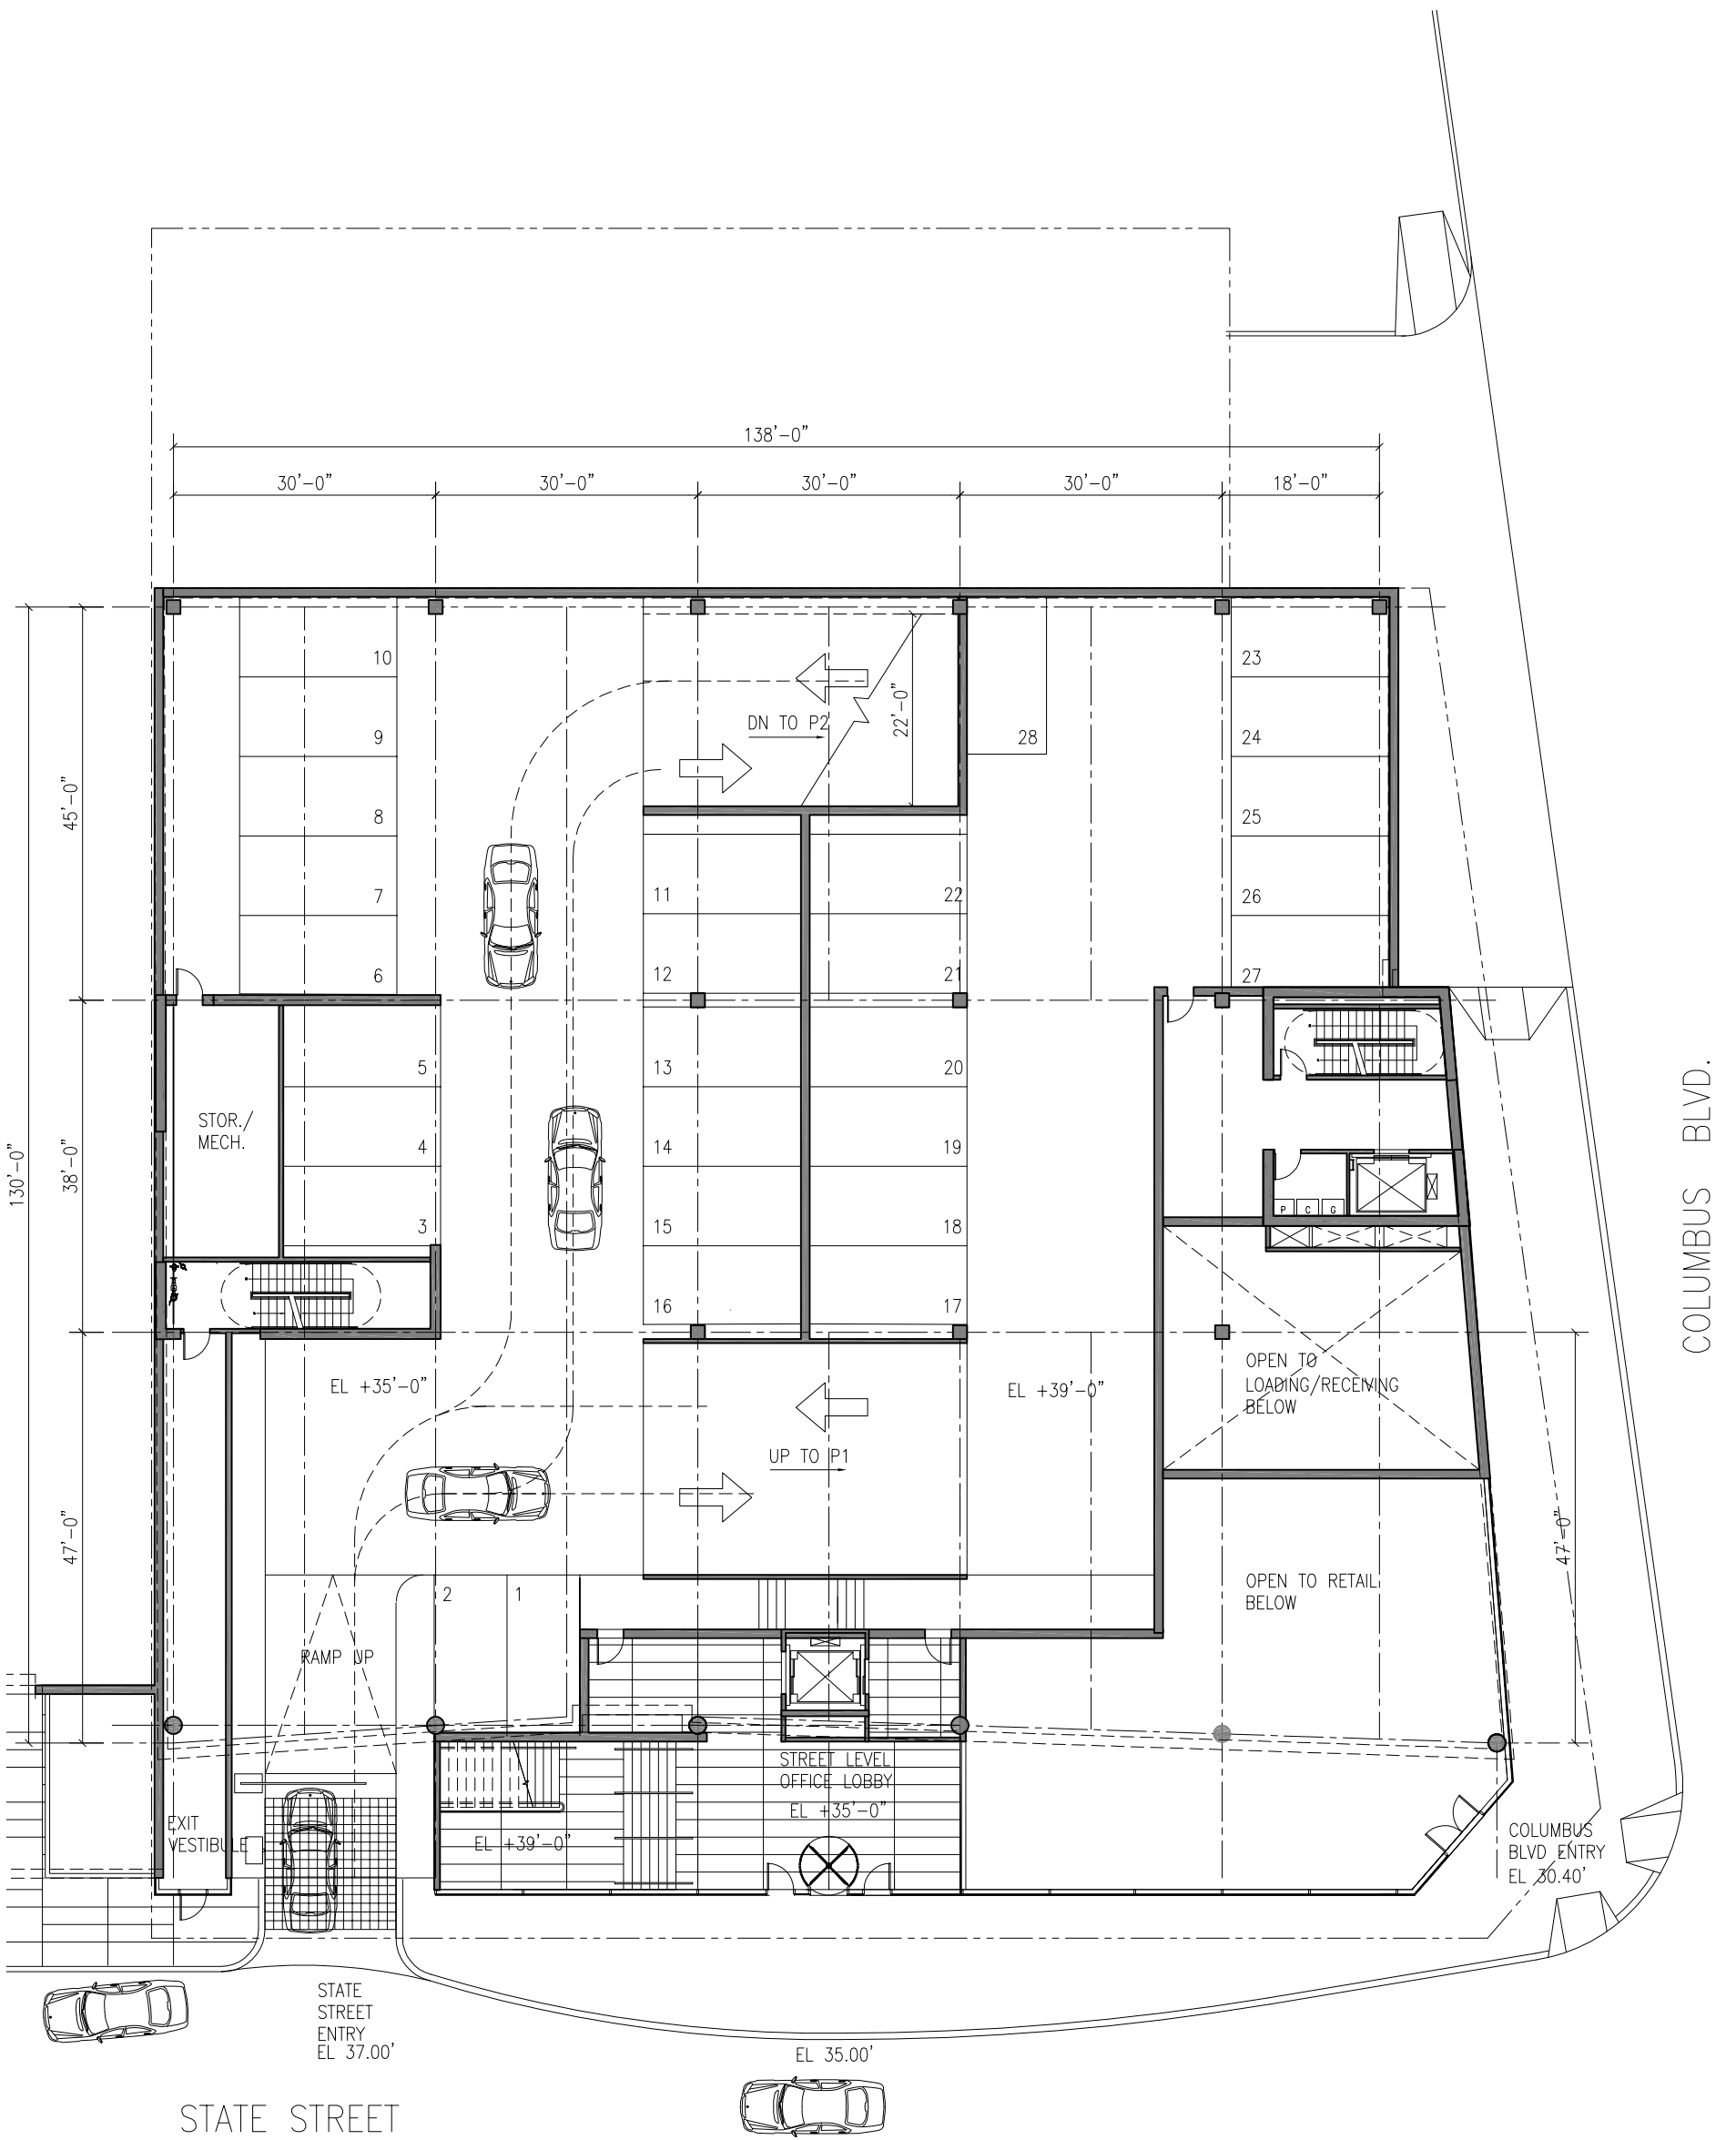 138'-0"
30'-0"
30'-0"
30'-0"
30'-0"
18'-0"
10
9
8
7
6
DN TO P2
22'-0"
28
23
24
25
26
27
45'-0"
130'-0"
38'-0"
47'-0"
11
12
13
14
15
16
22
21
20
19
18
17
5
4
3
STOR./
MECH.
P
C
G
COLUMBUS BLVD.
EL +35'-0"
EL +39'-0"
UP TO P1
OPEN TO
LOADING/RECEIVING
BELOW
47'-0"
OPEN TO RETAIL
BELOW
2
1
RAMP UP
STREET LEVEL
OFFICE LOBBY
EL +35'-0"
EL +39'-0"
EXIT
VESTIBULE
COLUMBUS
BLVD ENTRY
EL 30.40'
STATE
STREET
ENTRY
EL 37.00'
EL 35.00'
STATE STREET